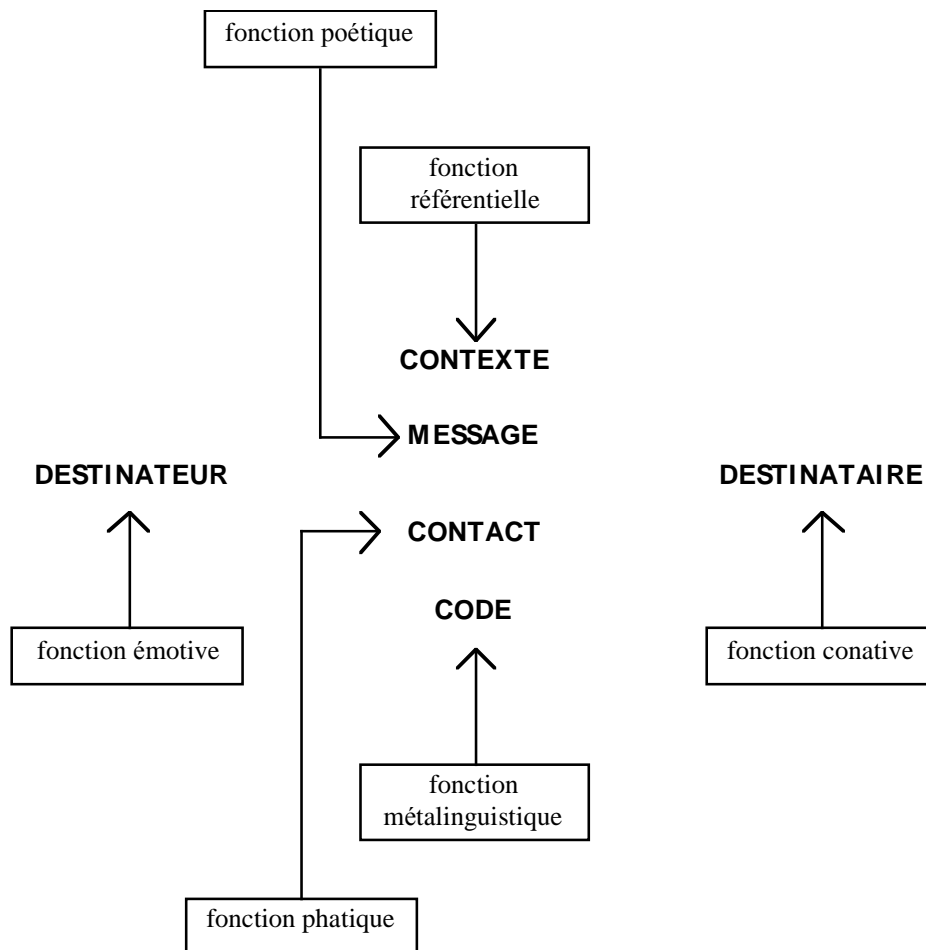 fonction poétique
fonction
référentielle
CONTEXTE
MESSAGE
DESTINATEUR
DESTINATAIRE
CONTACT
CODE
fonction émotive
fonction conative
fonction
métalinguistique
fonction phatique